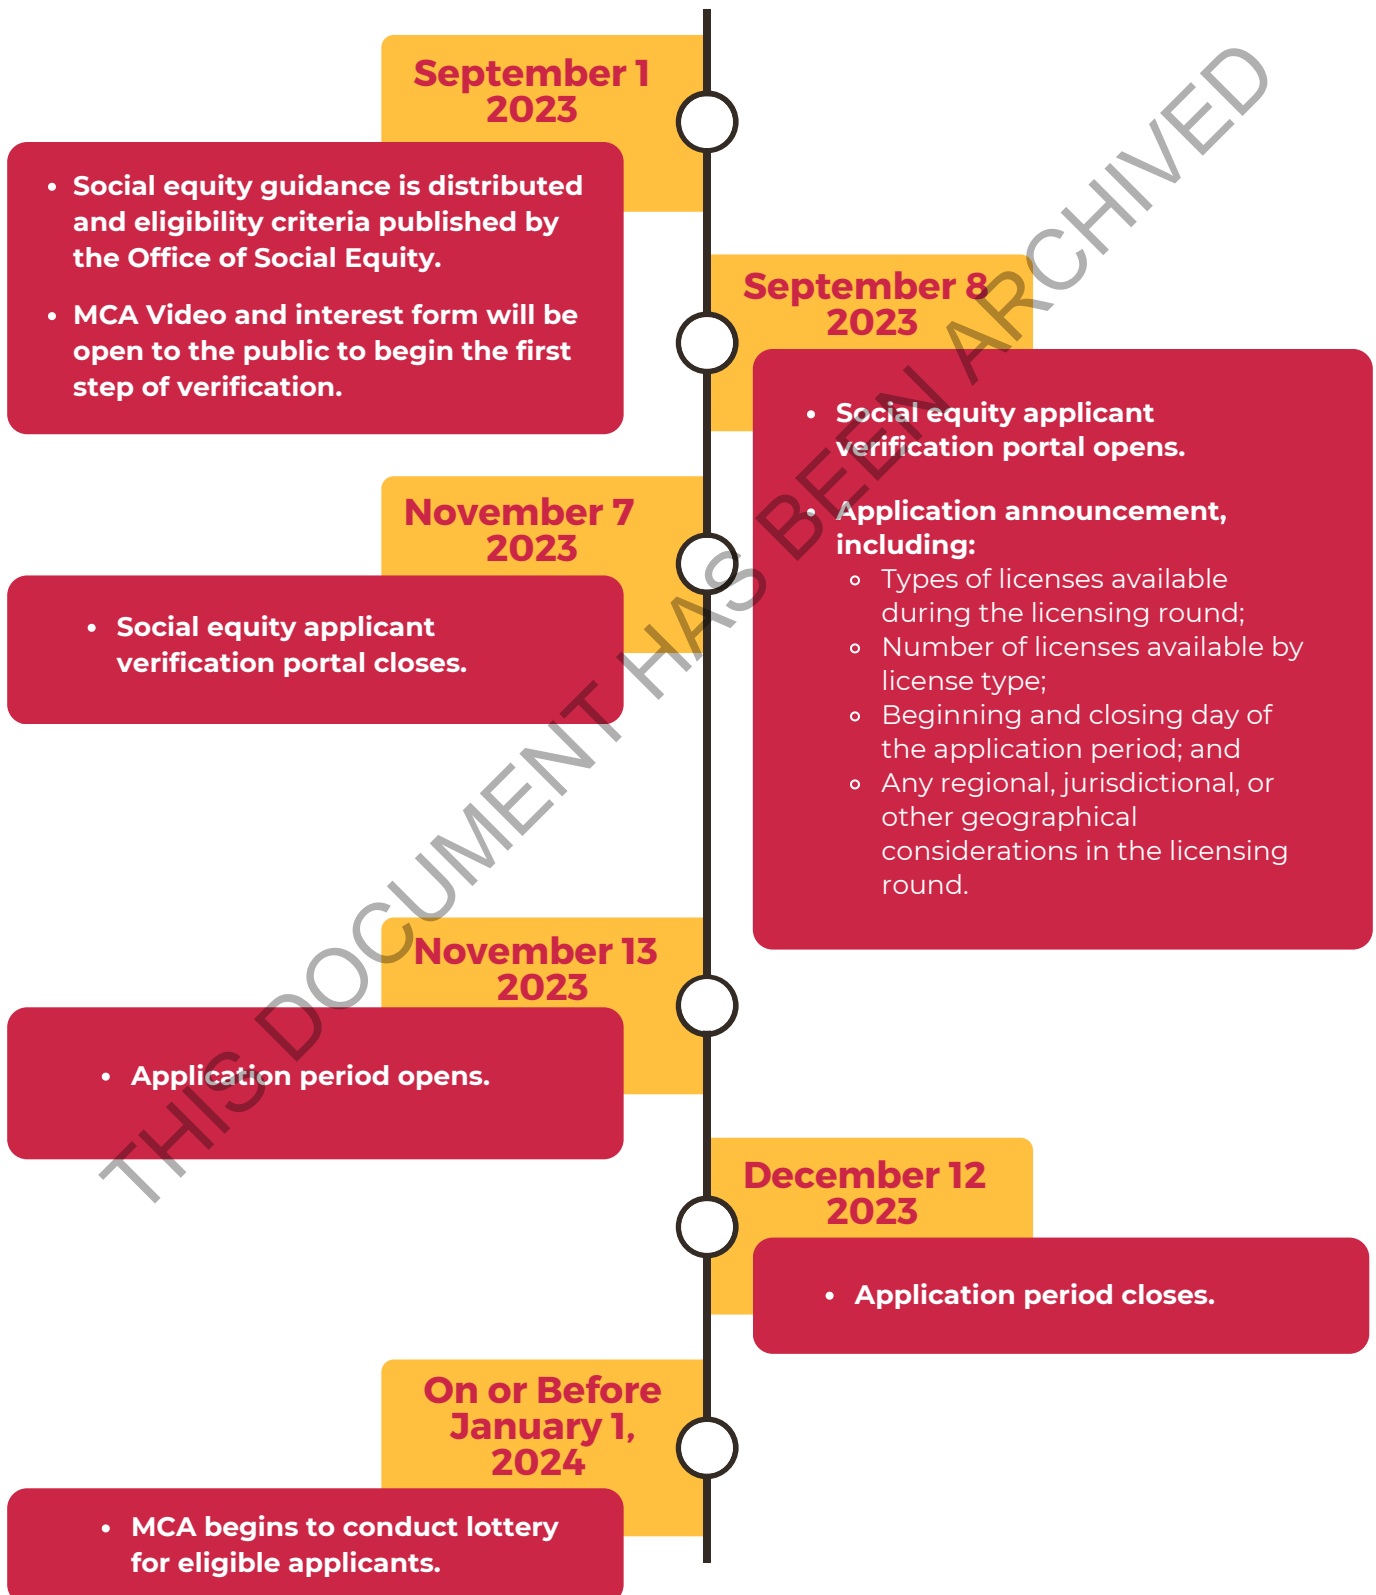 September 1
2023
• Social equity guidance is distributed
and eligibility criteria published by
the Office of Social Equity.
• MCA Video and interest form will be
open to the public to begin the first
step of verification.
September 8
2023
• Social equity applicant
verification portal opens.
• Application announcement,
including:
Types of licenses available
during the licensing round;
Number of licenses available by
license type;
Beginning and closing day of
the application period; and
Any regional, jurisdictional, or
other geographical
considerations in the licensing
round.
November 7
2023
• Social equity applicant
verification portal closes.
November 13
2023
• Application period opens.
December 12
2023
• Application period closes.
On or Before
January 1,
2024
• MCA begins to conduct lottery
for eligible applicants.
THIS DOCUMENT HAS BEEN ARCHIVED